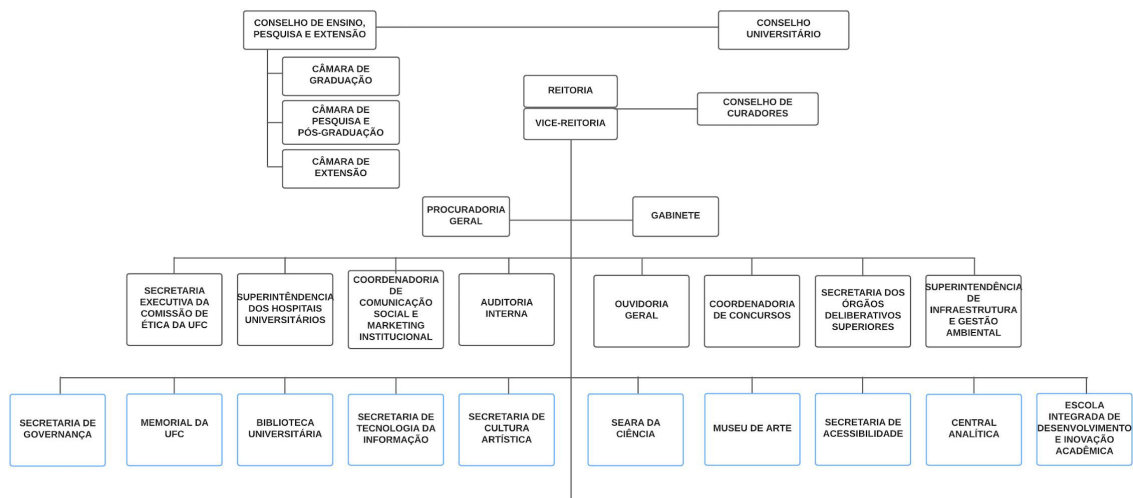 CONSELHO DE ENSINO,
PESQUISA E EXTENSÃO
CONSELHO
UNIVERSITÁRIO
CÂMARA DE
GRADUAÇÃO
CÂMARA DE
PESQUISA E
PÓS-GRADUAÇÃO
CÂMARA DE
EXTENSÃO
REITORIA
VICE-REITORIA
CONSELHO DE
CURADORES
PROCURADORIA
GERAL
GABINETE
SECRETARIA
EXECUTIVA DA
COMISSÃO DE
ÉTICA DA UFC
SUPERINTÊNDENCIA
DOS HOSPITAIS
UNIVERSITÁRIOS
COORDENADORIA
DE
COMUNICAÇÃO
SOCIAL E
MARKETING
INSTITUCIONAL
AUDITORIA
INTERNA
OUVIDORIA
GERAL
COORDENADORIA
DE CONCURSOS
SECRETARIA DOS
ÓRGÃOS
DELIBERATIVOS
SUPERIORES
SUPERINTENDÊNCIA
DE
INFRAESTRUTURA
E GESTÃO
AMBIENTAL
SECRETARIA DE
GOVERNANÇA
MEMORIAL DA
UFC
BIBLIOTECA
UNIVERSITÁRIA
SECRETARIA DE
TECNOLOGIA DA
INFORMAÇÃO
SECRETARIA DE
CULTURA
ARTÍSTICA
SEARA DA
CIÊNCIA
MUSEU DE ARTE
SECRETARIA DE
ACESSIBILIDADE
CENTRAL
ANALÍTICA
ESCOLA
INTEGRADA DE
DESENVOLVIMENTO
E INOVAÇÃO
ACADÊMICA